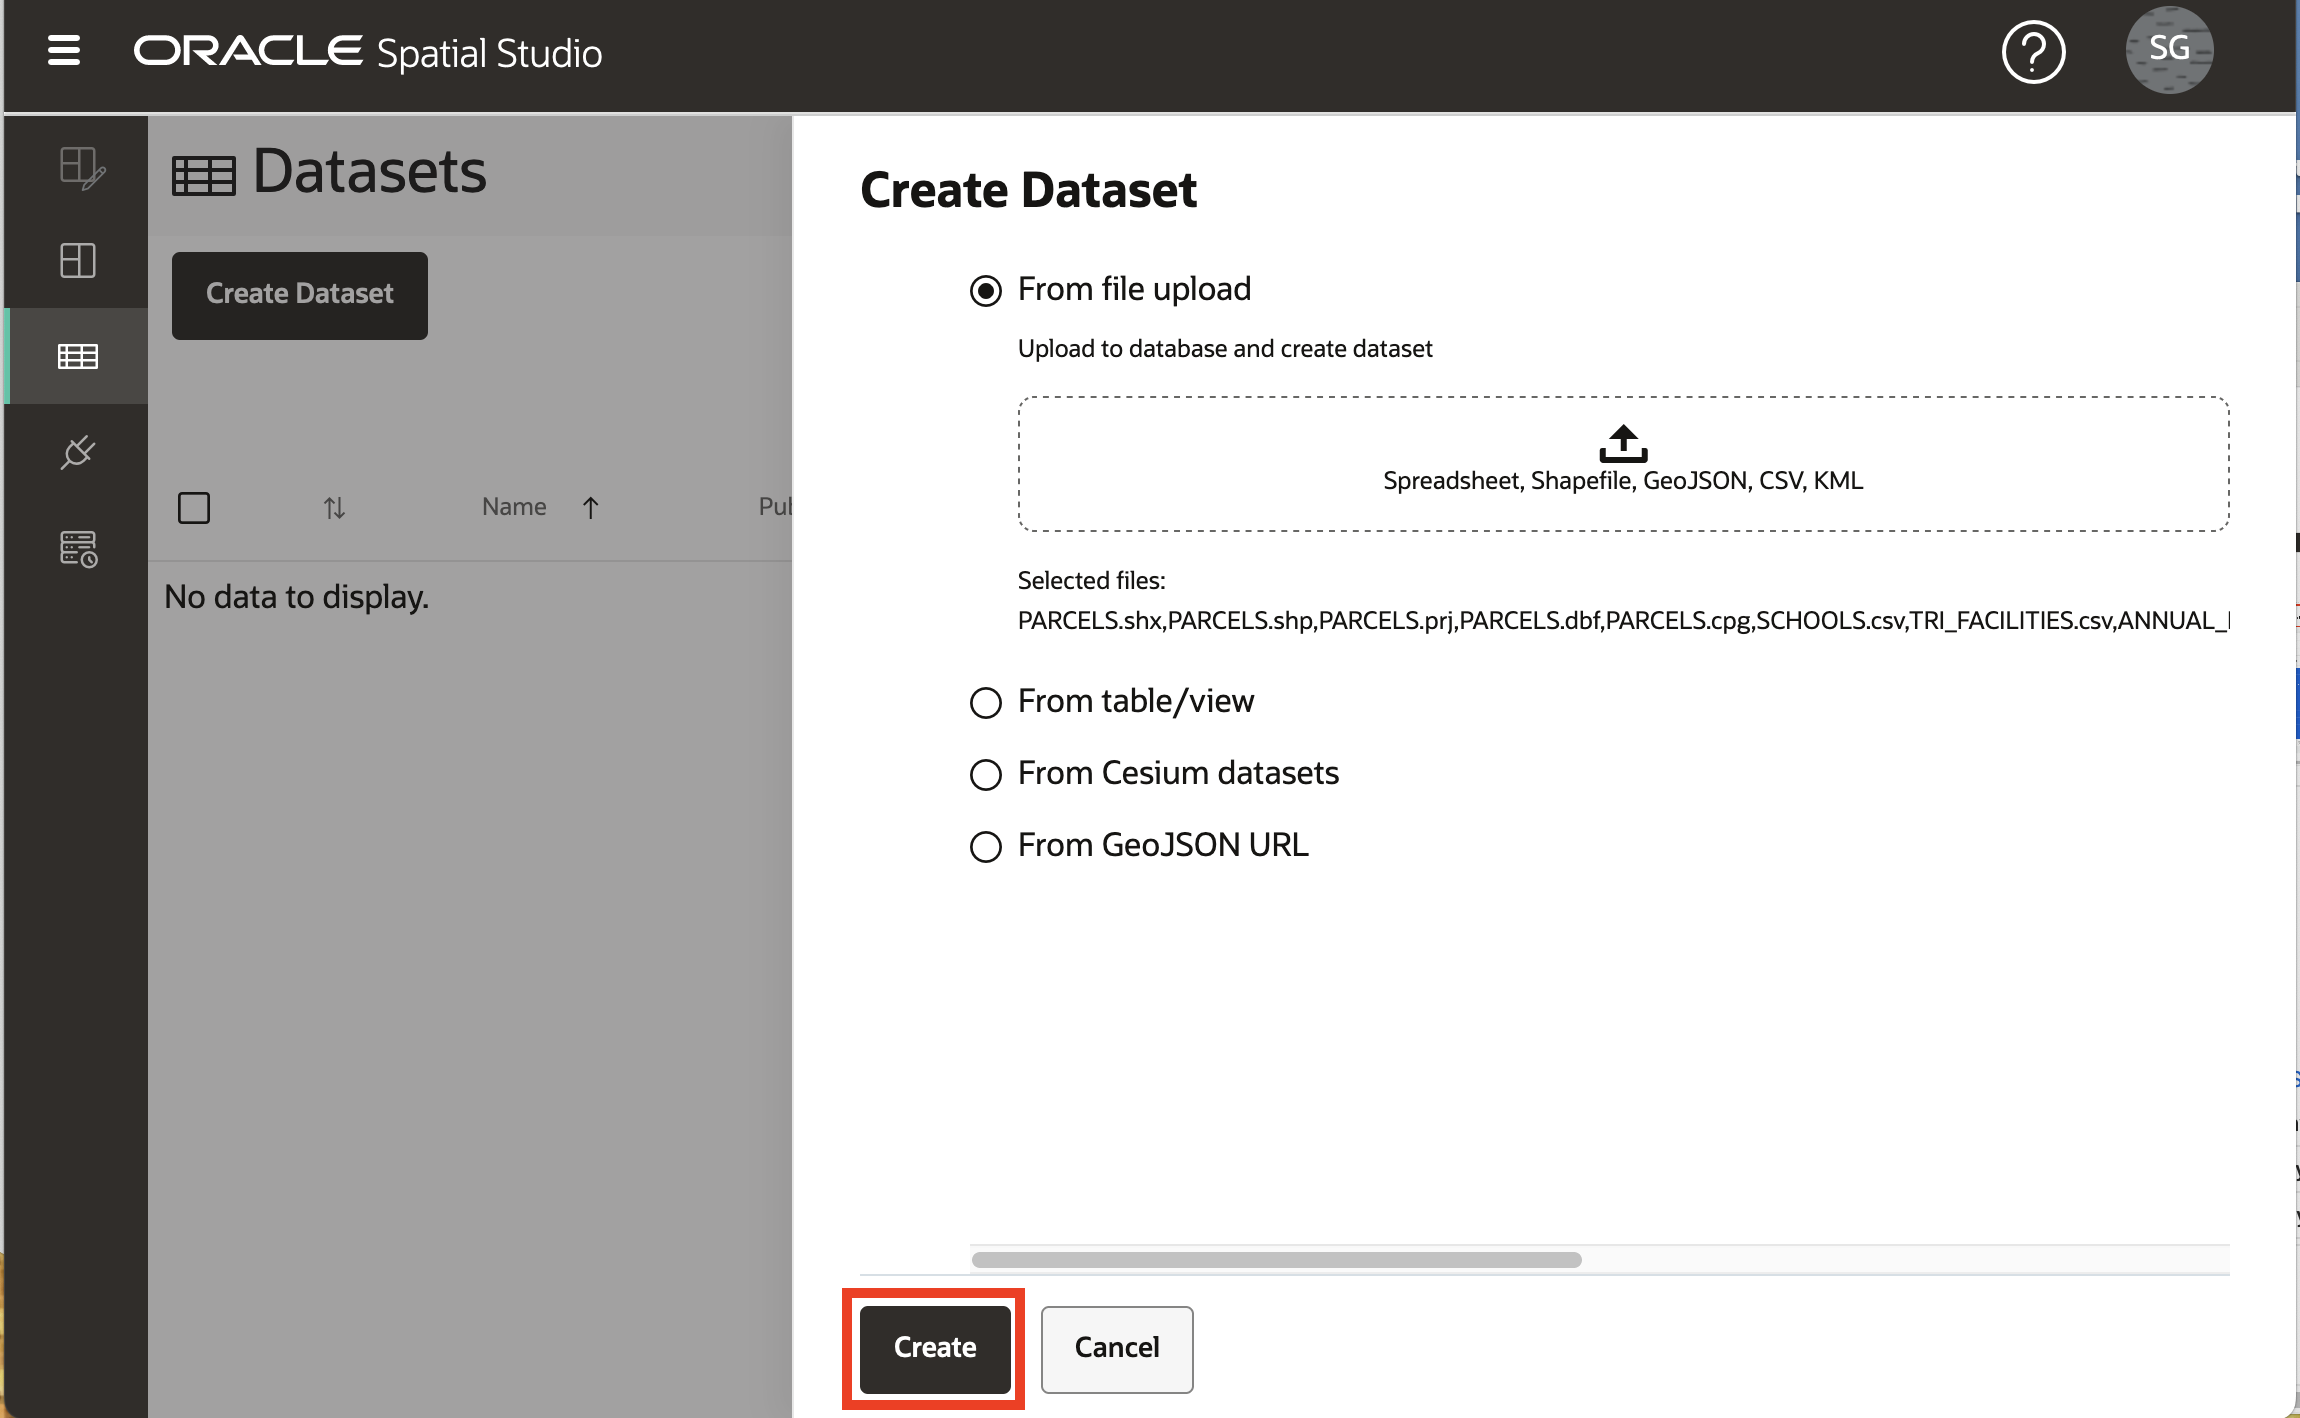 ORACLE Spatial Studio
SG
Datasets
Create Dataset
Name
No data to display.
Create Dataset
From file upload
Upload to database and create dataset
Spreadsheet, Shapefile, GeoJSON, CSV, KML
Selected files:
PARCELS.shx,PARCELS.shp,PARCELS.prj,PARCELS.dbf,PARCELS.cpg,SCHOOLS.csv,TRI_FACILITIES.csv,ANNUAL_
From table/view
From Cesium datasets
From GeoJSON URL
Create
Cancel